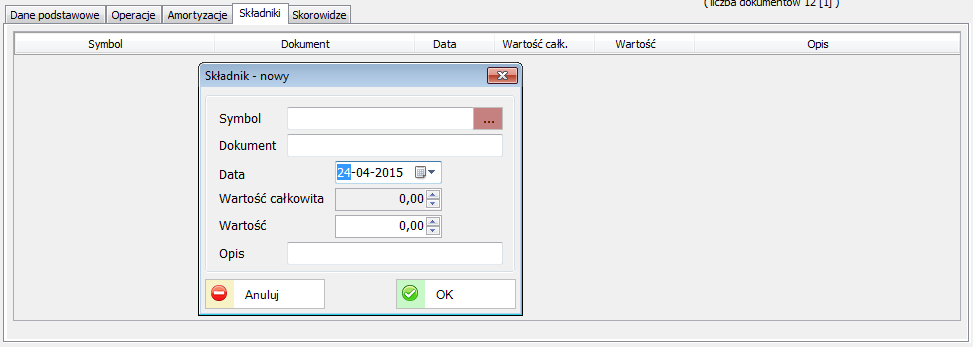 ( liczba dokumentów 12 [1] )
Dane podstawowe Operacje Amortyzacje Składniki Skorowidze
Symbol Dokument Data Wartość całk. Wartość Opis
Składnik - nowy
Symbol ...
Dokument
Data 24-04-2015
Wartość całkowita 0,00
Wartość 0,00
Opis
Anuluj OK